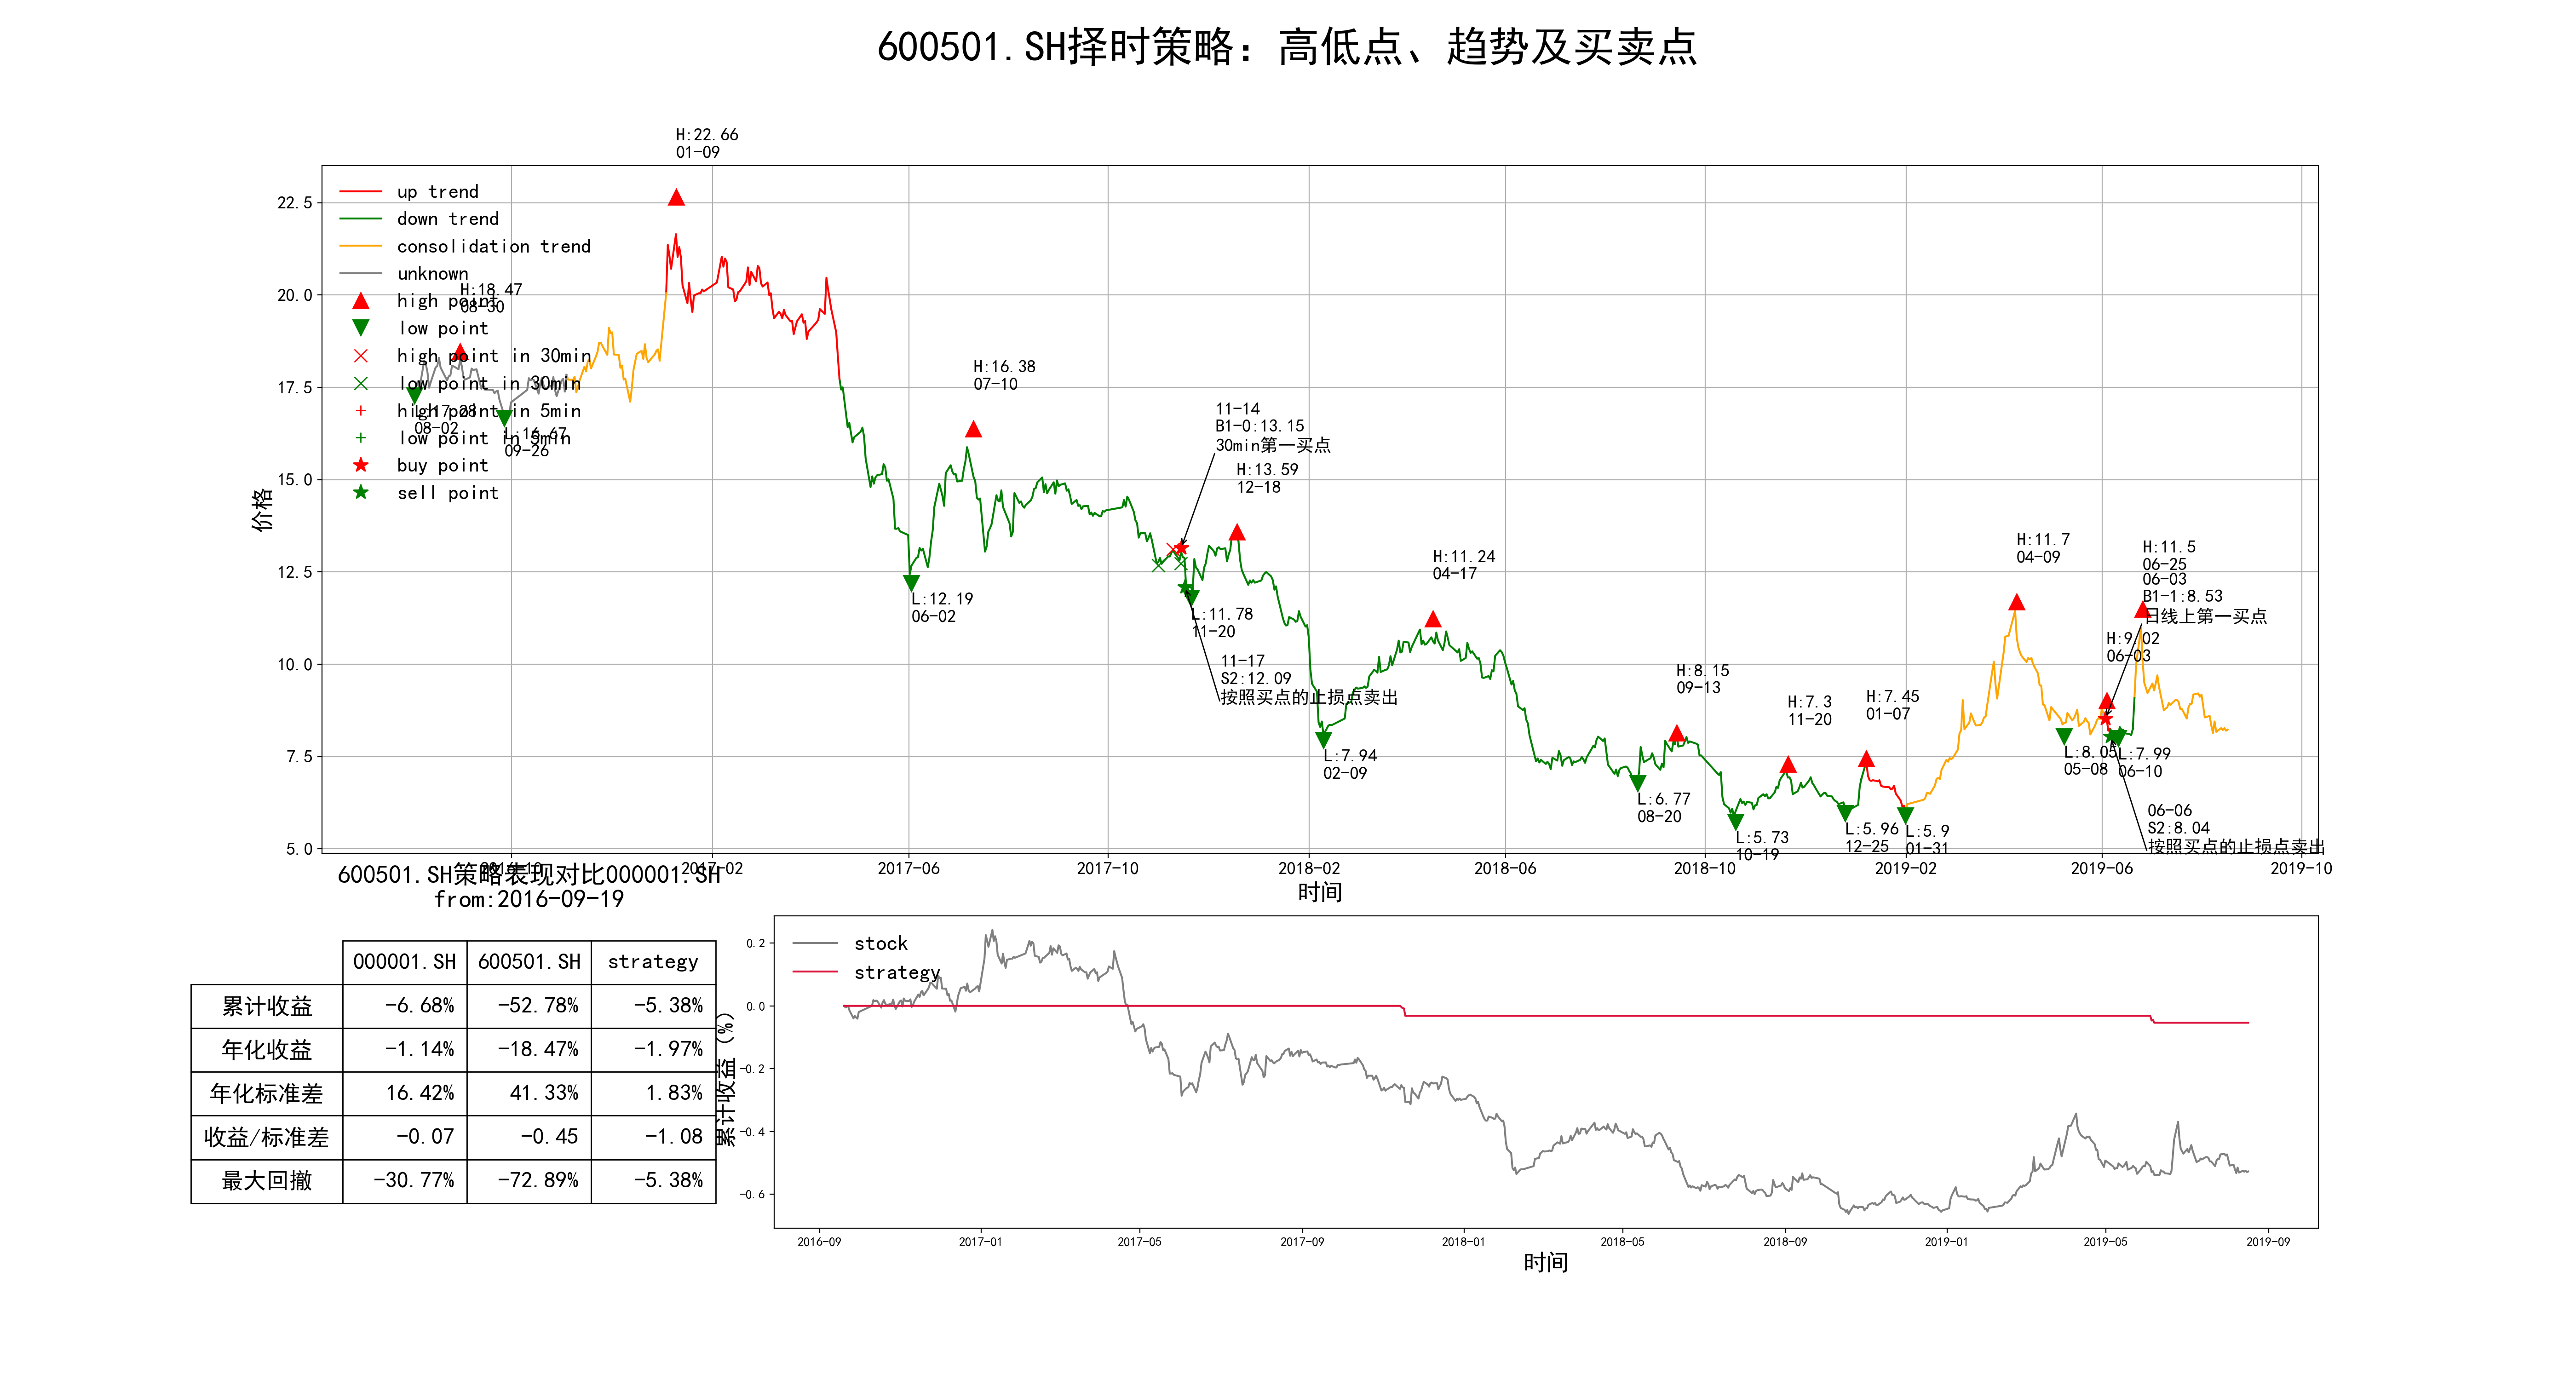 600501.SH择时策略：高低点、趋势及买卖点
H:22.66
01-09
up trend
down trend
consolidation trend
unknown
high point
low point
high point in 30min
low point in 30min
high point in 5min
low point in 5min
buy point
sell point
H:18.47
08-30
L:17.28
08-02
L:16.67
09-26
H:16.38
07-10
L:12.19
06-02
11-14
B1-0:13.15
30min第一买点
H:13.59
12-18
L:11.78
11-20
11-17
S2:12.09
按照买点的止损点卖出
H:11.24
04-17
L:7.94
02-09
H:8.15
09-13
L:6.77
08-20
H:7.3
11-20
L:5.73
10-19
H:7.45
01-07
L:5.96
12-25
L:5.9
01-31
H:11.7
04-09
H:11.5
06-25
06-03
B1-1:8.53
日线上第一买点
H:9.02
06-03
L:8.05
05-08
L:7.99
06-10
06-06
S2:8.04
按照买点的止损点卖出
22.5
20.0
17.5
15.0
12.5
10.0
7.5
5.0
价格
2016-10
2017-02
2017-06
2017-10
2018-02
2018-06
2018-10
2019-02
2019-06
2019-10
时间
600501.SH策略表现对比000001.SH
from:2016-09-19
000001.SH 600501.SH strategy
累计收益 -6.68% -52.78% -5.38%
年化收益 -1.14% -18.47% -1.97%
年化标准差 16.42% 41.33% 1.83%
收益/标准差 -0.07 -0.45 -1.08
最大回撤 -30.77% -72.89% -5.38%
stock
strategy
0.2
0.0
-0.2
-0.4
-0.6
累计收益（%）
2016-09
2017-01
2017-05
2017-09
2018-01
2018-05
2018-09
2019-01
2019-05
2019-09
时间